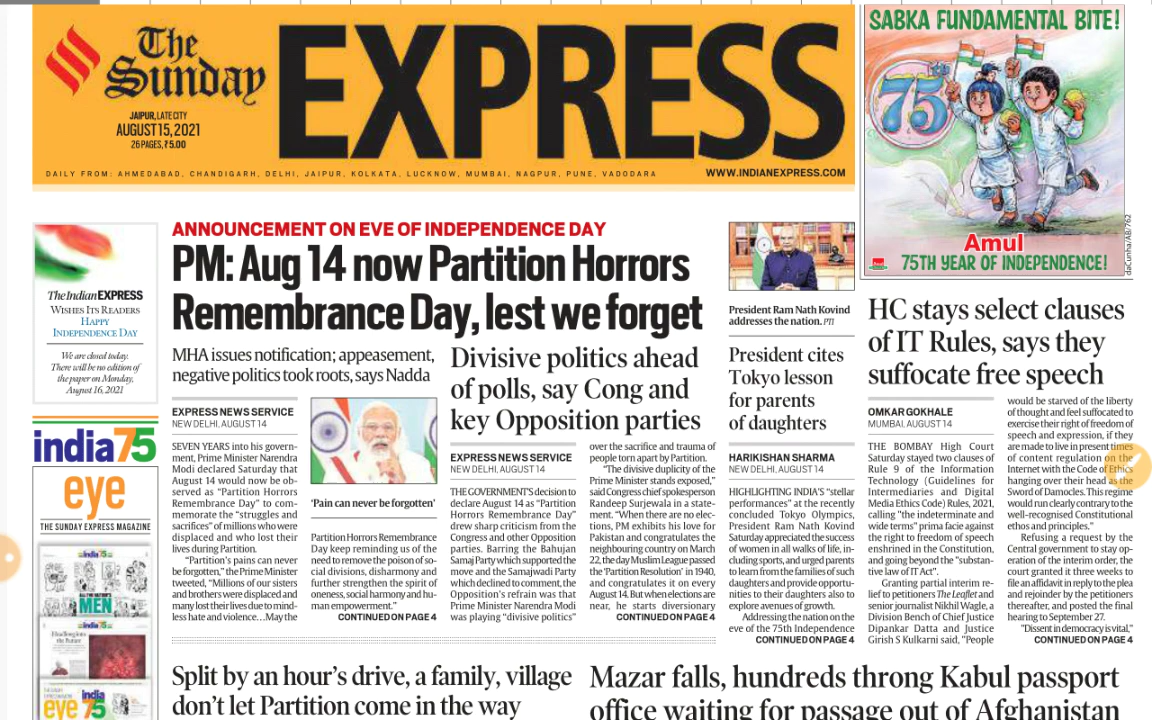 The
Sunday
EXPRESS
JAIPUR, LATE CITY
AUGUST 15, 2021
26 PAGES, ₹5.00
DAILY FROM: AHMEDABAD, CHANDIGARH, DELHI, JAIPUR, KOLKATA, LUCKNOW, MUMBAI, NAGPUR, PUNE, VADODARA
WWW.INDIANEXPRESS.COM
SABKA FUNDAMENTAL BITE!
75th
Amul
75TH YEAR OF INDEPENDENCE!
daCunha/AB/762
The Indian EXPRESS
WISHES ITS READERS
HAPPY
INDEPENDENCE DAY
We are closed today.
There will be no edition of
the paper on Monday,
August 16, 2021
india75
eye
THE SUNDAY EXPRESS MAGAZINE
india75
MEN
india75
eye
india
75
ANNOUNCEMENT ON EVE OF INDEPENDENCE DAY
PM: Aug 14 now Partition Horrors
Remembrance Day, lest we forget
MHA issues notification; appeasement,
negative politics took roots, says Nadda
EXPRESS NEWS SERVICE
NEW DELHI, AUGUST 14
SEVEN YEARS into his govern-
ment, Prime Minister Narendra
Modi declared Saturday that
August 14 would now be ob-
served as "Partition Horrors
Remembrance Day" to com-
memorate the "struggles and
sacrifices" of millions who were
displaced and who lost their
lives during Partition.
"Partition's pains can never
be forgotten," the Prime Minister
tweeted, "Millions of our sisters
and brothers were displaced and
many lost their lives due to mind-
less hate and violence...May the
'Pain can never be forgotten'
Partition Horrors Remembrance
Day keep reminding us of the
need to remove the poison of so-
cial divisions, disharmony and
further strengthen the spirit of
oneness, social harmony and hu-
man empowerment."
CONTINUED ON PAGE 4
Divisive politics ahead
of polls, say Cong and
key Opposition parties
EXPRESS NEWS SERVICE
NEW DELHI, AUGUST 14
THE GOVERNMENT'S decision to
declare August 14 as "Partition
Horrors Remembrance Day"
drew sharp criticism from the
Congress and other Opposition
parties. Barring the Bahujan
Samaj Party which supported the
move and the Samajwadi Party
which declined to comment, the
Opposition's refrain was that
Prime Minister Narendra Modi
was playing "divisive politics"
over the sacrifice and trauma of
people torn apart by Partition.
"The divisive duplicity of the
Prime Minister stands exposed,"
said Congress chief spokesperson
Randeep Surjewala in a state-
ment. "When there are no elec-
tions, PM exhibits his love for
Pakistan and congratulates the
neighbouring country on March
22, the day Muslim League passed
the 'Partition Resolution' in 1940,
and congratulates it on every
August 14. But when elections are
near, he starts diversionary
CONTINUED ON PAGE 4
President Ram Nath Kovind
addresses the nation. PTI
President cites
Tokyo lesson
for parents
of daughters
HARIKISHAN SHARMA
NEW DELHI, AUGUST 14
HIGHLIGHTING INDIA'S "stellar
performances" at the recently
concluded Tokyo Olympics,
President Ram Nath Kovind
Saturday appreciated the success
of women in all walks of life, in-
cluding sports, and urged parents
to learn from the families of such
daughters and provide opportu-
nities to their daughters also to
explore avenues of growth.
Addressing the nation on the
eve of the 75th Independence
CONTINUED ON PAGE 4
HC stays select clauses
of IT Rules, says they
suffocate free speech
OMKAR GOKHALE
MUMBAI, AUGUST 14
THE BOMBAY High Court
Saturday stayed two clauses of
Rule 9 of the Information
Technology (Guidelines for
Intermediaries and Digital
Media Ethics Code) Rules, 2021,
calling "the indeterminate and
wide terms" prima facie against
the right to freedom of speech
enshrined in the Constitution,
and going beyond the "substan-
tive law of IT Act".
Granting partial interim re-
lief to petitioners The Leaflet and
senior journalist Nikhil Wagle, a
Division Bench of Chief Justice
Dipankar Datta and Justice
Girish S Kulkarni said, "People
would be starved of the liberty
of thought and feel suffocated to
exercise their right of freedom of
speech and expression, if they
are made to live in present times
of content regulation on the
Internet with the Code of Ethics
hanging over their head as the
Sword of Damocles. This regime
would run clearly contrary to the
well-recognised Constitutional
ethos and principles."
Refusing a request by the
Central government to stay op-
eration of the interim order, the
court granted it three weeks to
file an affidavit in reply to the plea
and rejoinder by the petitioners
thereafter, and posted the final
hearing to September 27.
"Dissent in democracy is vital,"
CONTINUED ON PAGE 4
Split by an hour's drive, a family, village
don't let Partition come in the way
Mazar falls, hundreds throng Kabul passport
office waiting for passage out of Afghanistan